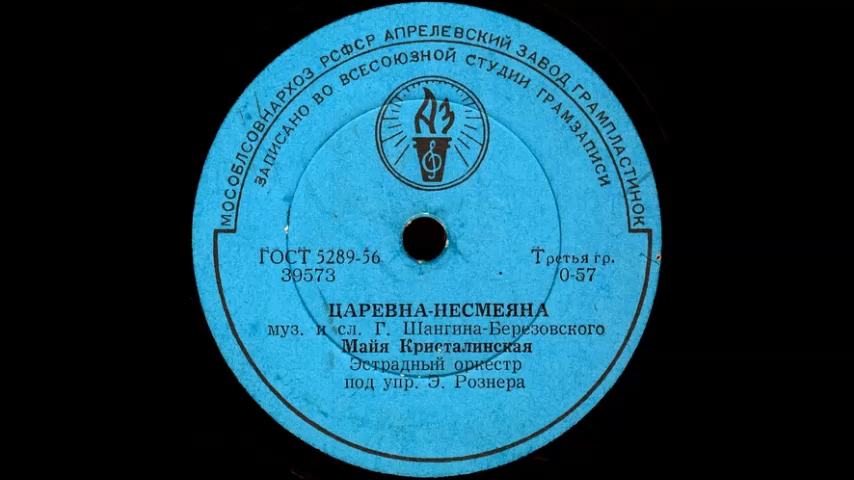 МОСОБЛСОВНАРХОЗ РСФСР АПРЕЛЕВСКИЙ ЗАВОД ГРАМПЛАСТИНОК
ЗАПИСАНО ВО ВСЕСОЮЗНОЙ СТУДИИ ГРАМЗАПИСИ
АЗ
ГОСТ 5289-56 Третья гр.
39573 0-57
ЦАРЕВНА-НЕСМЕЯНА
муз. и сл. Г. Шангина-Березовского
Майя Кристалинская
Эстрадный оркестр
под упр. Э. Рознера